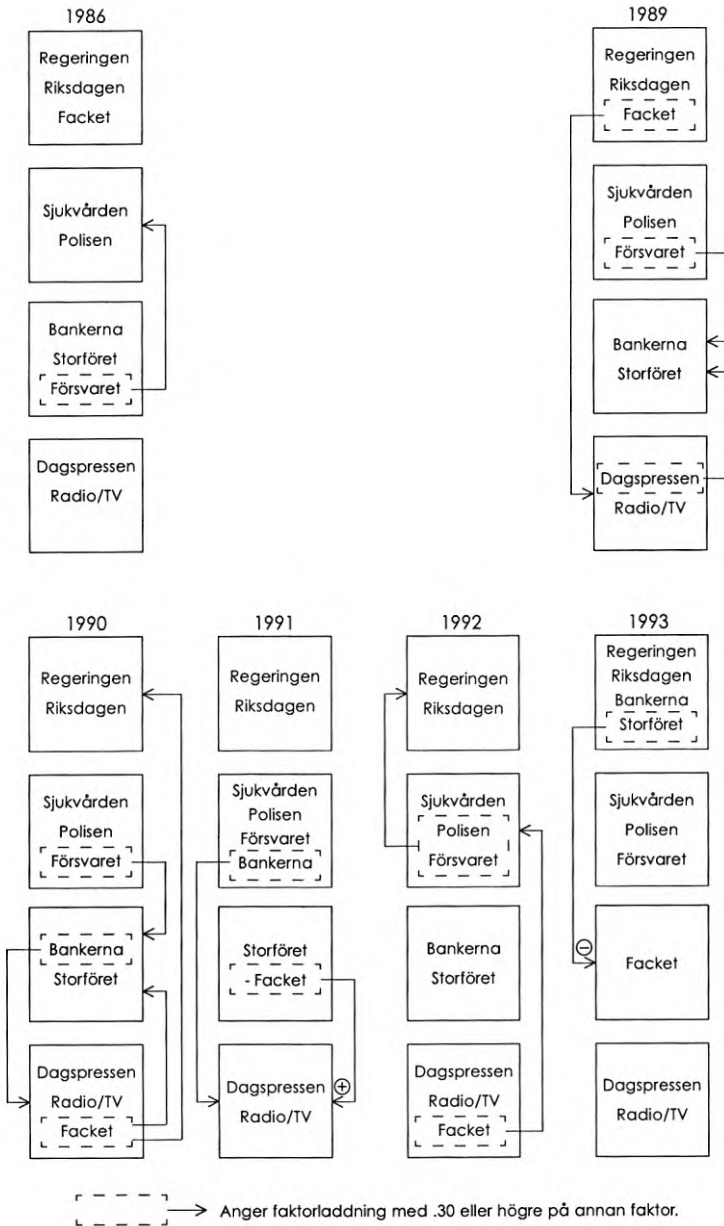 1986
Regeringen
Riksdagen
Facket
Sjukvården
Polisen
Bankerna
Storföret
Försvaret
Dagspressen
Radio/TV
1989
Regeringen
Riksdagen
Facket
Sjukvården
Polisen
Försvaret
Bankerna
Storföret
Dagspressen
Radio/TV
1990
Regeringen
Riksdagen
Sjukvården
Polisen
Försvaret
Bankerna
Storföret
Dagspressen
Radio/TV
Facket
1991
Regeringen
Riksdagen
Sjukvården
Polisen
Försvaret
Bankerna
Storföret
- Facket
+
Dagspressen
Radio/TV
1992
Regeringen
Riksdagen
Sjukvården
Polisen
Försvaret
Bankerna
Storföret
Dagspressen
Radio/TV
Facket
1993
Regeringen
Riksdagen
Bankerna
Storföret
Sjukvården
Polisen
Försvaret
−
Facket
Dagspressen
Radio/TV
Anger faktorladdning med .30 eller högre på annan faktor.